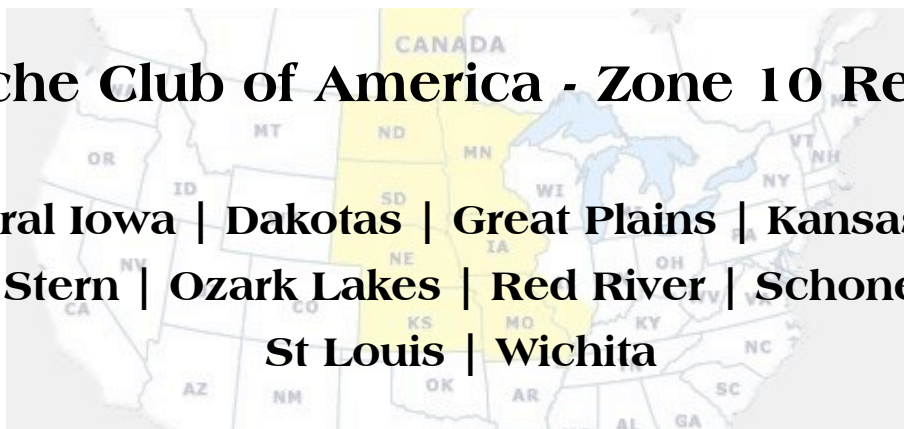 CANADA
che Club of America - Zone 10 Re
MT ND MN
OR
VT
NH
ID SD WI NY
ral Iowa | Dakotas | Great Plains | Kansas
IA
NV NE OH
Stern | Ozark Lakes | Red River | Schone
CA CO
KS MO KY
St Louis | Wichita
NC
AZ NM OK AR SC
AL GA